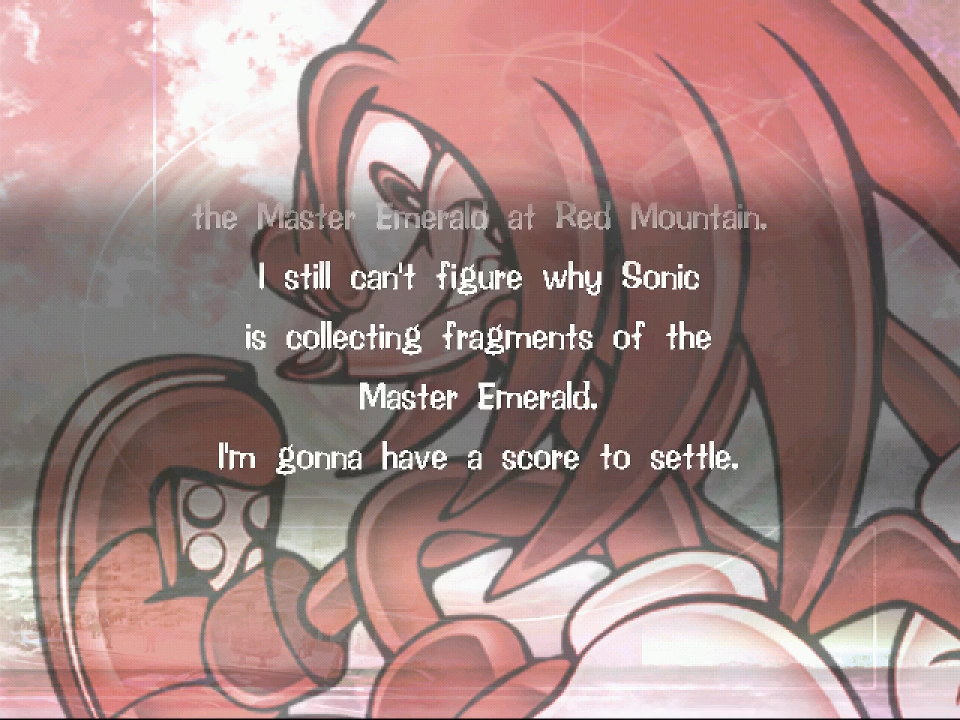 the Master Emerald at Red Mountain.
I still can't figure why Sonic
is collecting fragments of the
Master Emerald.
I'm gonna have a score to settle.